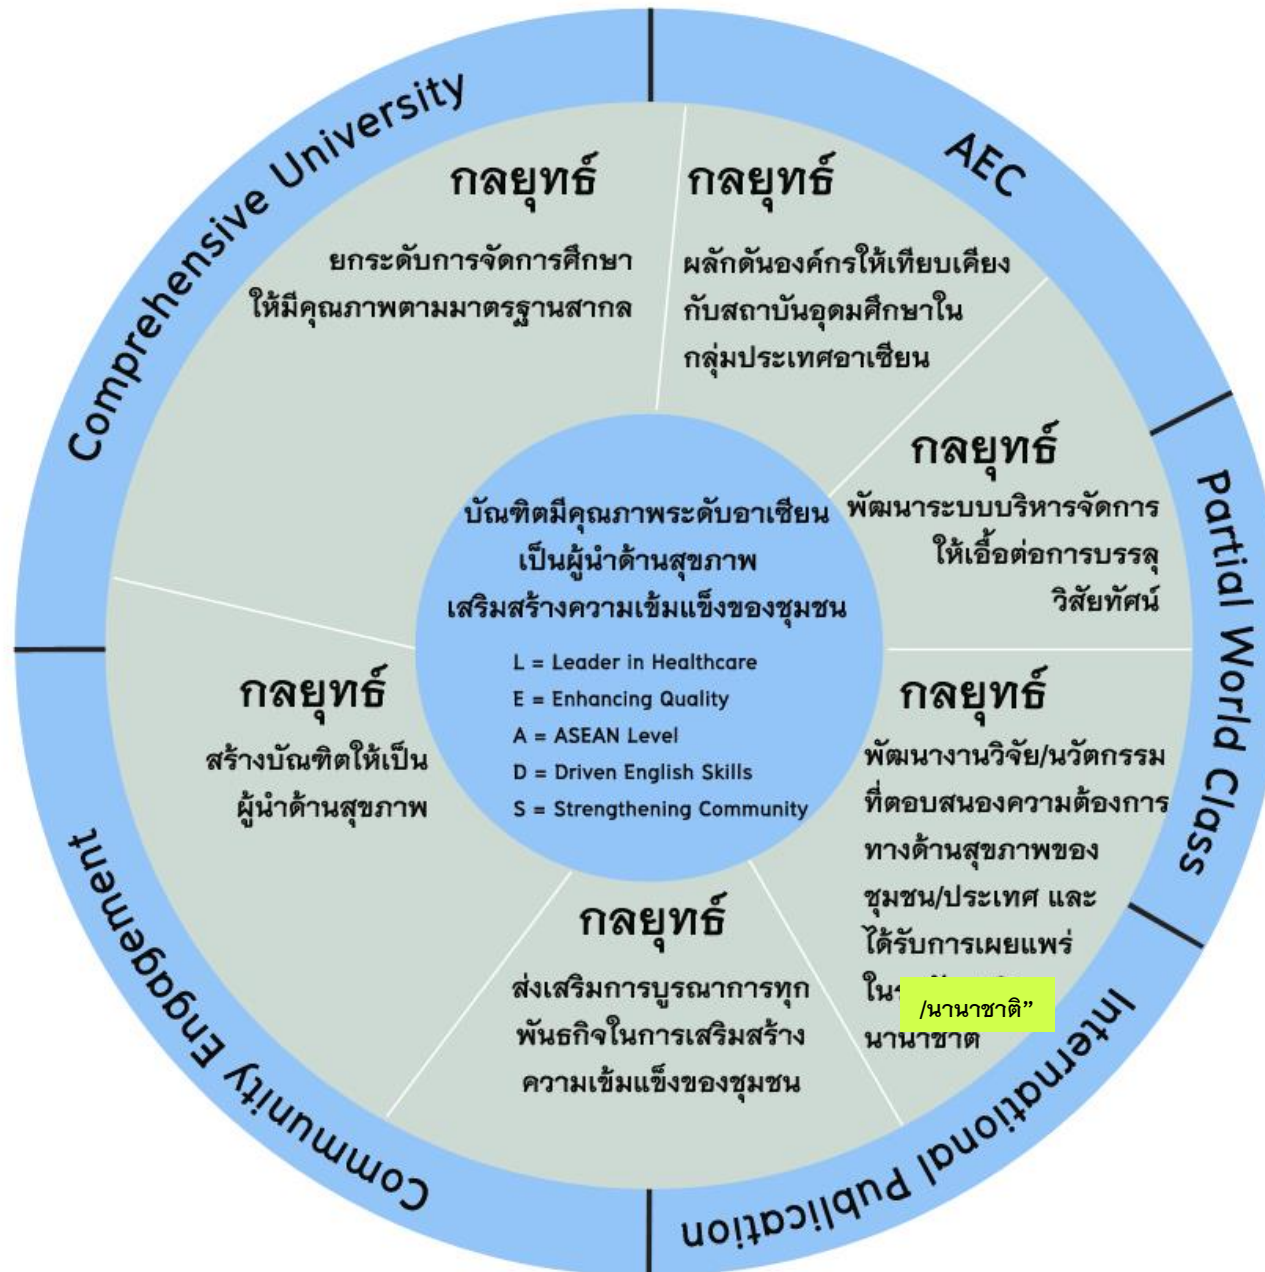 Comprehensive University
AEC
Partial World Class
International Publication
Community Engagement
กลยุทธ์
ยกระดับการจัดการศึกษา
ให้มีคุณภาพตามมาตรฐานสากล
กลยุทธ์
ผลักดันองค์กรให้เทียบเคียง
กับสถาบันอุดมศึกษาใน
กลุ่มประเทศอาเซียน
กลยุทธ์
พัฒนาระบบบริหารจัดการ
ให้เอื้อต่อการบรรลุ
วิสัยทัศน์
กลยุทธ์
พัฒนางานวิจัย/นวัตกรรม
ที่ตอบสนองความต้องการ
ทางด้านสุขภาพของ
ชุมชน/ประเทศ และ
ได้รับการเผยแพร่
/นานาชาติ”
นานาชาติ
กลยุทธ์
ส่งเสริมการบูรณาการทุก
พันธกิจในการเสริมสร้าง
ความเข้มแข็งของชุมชน
กลยุทธ์
สร้างบัณฑิตให้เป็น
ผู้นำด้านสุขภาพ
บัณฑิตมีคุณภาพระดับอาเซียน
เป็นผู้นำด้านสุขภาพ
เสริมสร้างความเข้มแข็งของชุมชน
L = Leader in Healthcare
E = Enhancing Quality
A = ASEAN Level
D = Driven English Skills
S = Strengthening Community